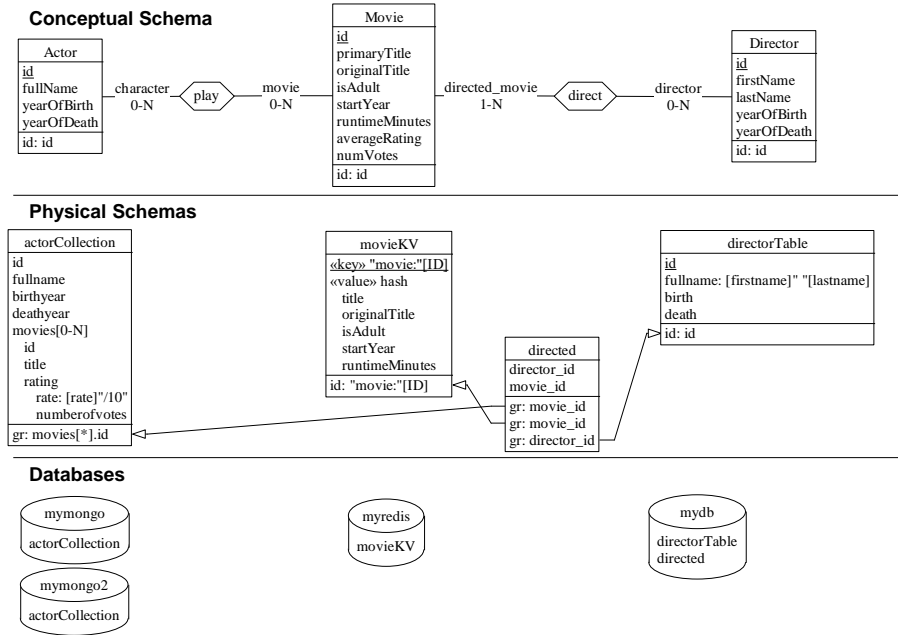 Conceptual Schema
Actor
id
fullName
yearOfBirth
yearOfDeath
id: id
character
0-N
play
movie
0-N
Movie
id
primaryTitle
originalTitle
isAdult
startYear
runtimeMinutes
averageRating
numVotes
id: id
directed_movie
1-N
direct
director
0-N
Director
id
firstName
lastName
yearOfBirth
yearOfDeath
id: id
Physical Schemas
actorCollection
id
fullname
birthyear
deathyear
movies[0-N]
id
title
rating
rate: [rate]"/10"
numberofvotes
gr: movies[*].id
movieKV
«key» "movie:"[ID]
«value» hash
title
originalTitle
isAdult
startYear
runtimeMinutes
id: "movie:"[ID]
directed
director_id
movie_id
gr: movie_id
gr: movie_id
gr: director_id
directorTable
id
fullname: [firstname]" "[lastname]
birth
death
id: id
Databases
mymongo
actorCollection
mymongo2
actorCollection
myredis
movieKV
mydb
directorTable
directed